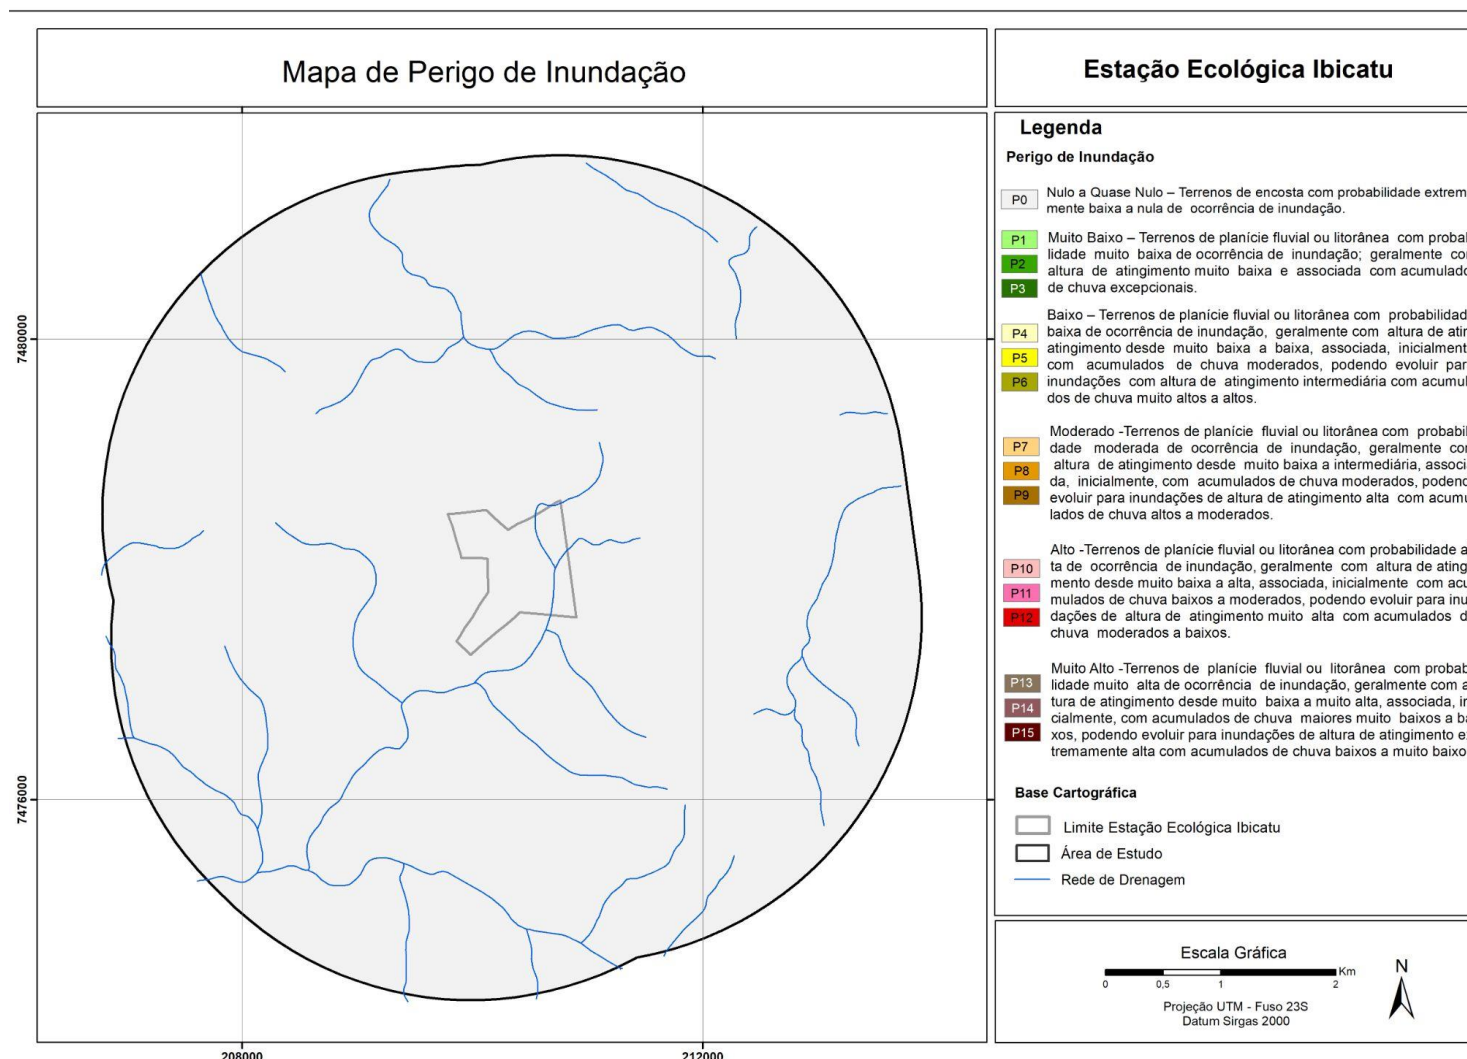 Mapa de Perigo de Inundação
Estação Ecológica Ibicatu
Legenda
Perigo de Inundação
P0
Nulo a Quase Nulo – Terrenos de encosta com probabilidade extrem
mente baixa a nula de ocorrência de inundação.
P1
P2
P3
Muito Baixo – Terrenos de planície fluvial ou litorânea com probal
lidade muito baixa de ocorrência de inundação; geralmente co
altura de atingimento muito baixa e associada com acumulado
de chuva excepcionais.
P4
P5
P6
Baixo – Terrenos de planície fluvial ou litorânea com probabilidad
baixa de ocorrência de inundação, geralmente com altura de atin
atingimento desde muito baixa a baixa, associada, inicialment
com acumulados de chuva moderados, podendo evoluir par
inundações com altura de atingimento intermediária com acumul
dos de chuva muito altos a altos.
P7
P8
P9
Moderado -Terrenos de planície fluvial ou litorânea com probabil
dade moderada de ocorrência de inundação, geralmente co
altura de atingimento desde muito baixa a intermediária, associa
da, inicialmente, com acumulados de chuva moderados, podend
evoluir para inundações de altura de atingimento alta com acumu
lados de chuva altos a moderados.
P10
P11
P12
Alto -Terrenos de planície fluvial ou litorânea com probabilidade a
ta de ocorrência de inundação, geralmente com altura de ating
mento desde muito baixa a alta, associada, inicialmente com acu
mulados de chuva baixos a moderados, podendo evoluir para inu
dações de altura de atingimento muito alta com acumulados d
chuva moderados a baixos.
P13
P14
P15
Muito Alto -Terrenos de planície fluvial ou litorânea com probab
lidade muito alta de ocorrência de inundação, geralmente com a
tura de atingimento desde muito baixa a muito alta, associada, in
cialmente, com acumulados de chuva maiores muito baixos a ba
xos, podendo evoluir para inundações de altura de atingimento ex
tremamente alta com acumulados de chuva baixos a muito baixo
Base Cartográfica
Limite Estação Ecológica Ibicatu
Área de Estudo
Rede de Drenagem
Escala Gráfica
Km
0 0,5 1 2
N
Projeção UTM - Fuso 23S
Datum Sirgas 2000
7480000
7476000
208000
212000